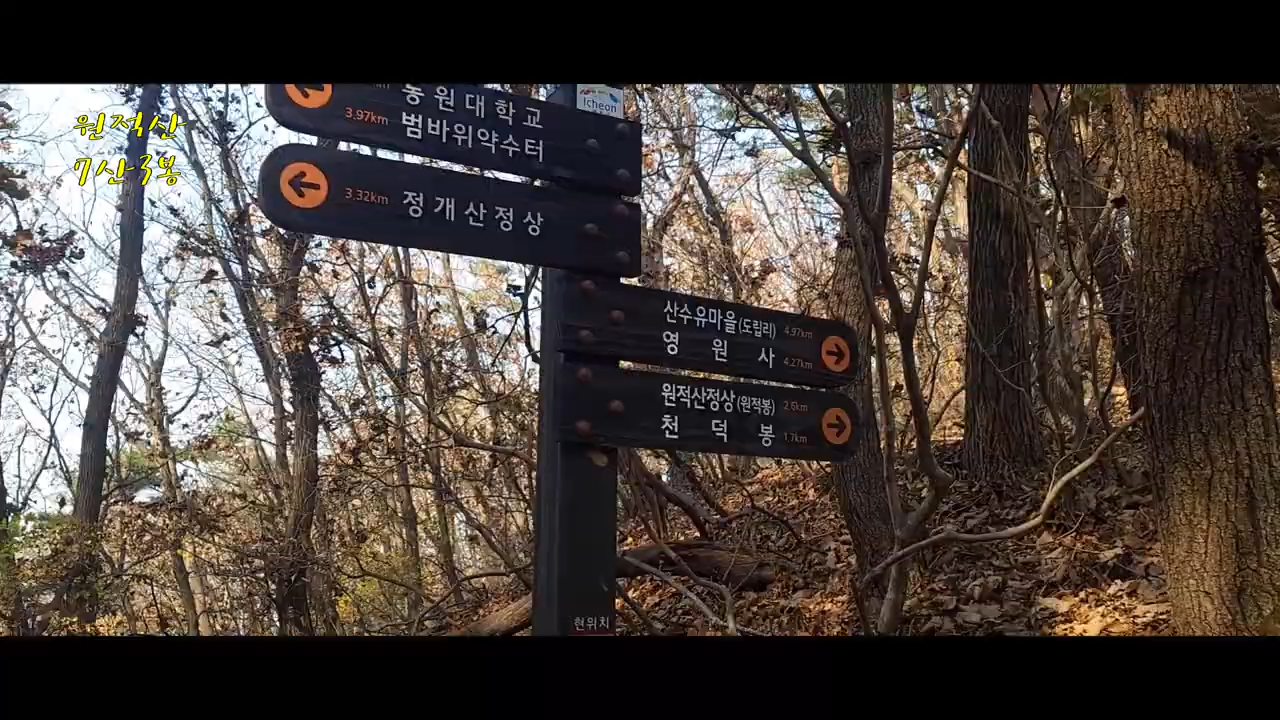 원적산
7산3봉
Icheon
동원대학교
3.97km 범바위약수터
3.32km 정개산정상
산수유마을(도립리) 4.97km
영원사 4.27km
원적산정상(원적봉) 2.6km
천덕봉 1.7km
현위치